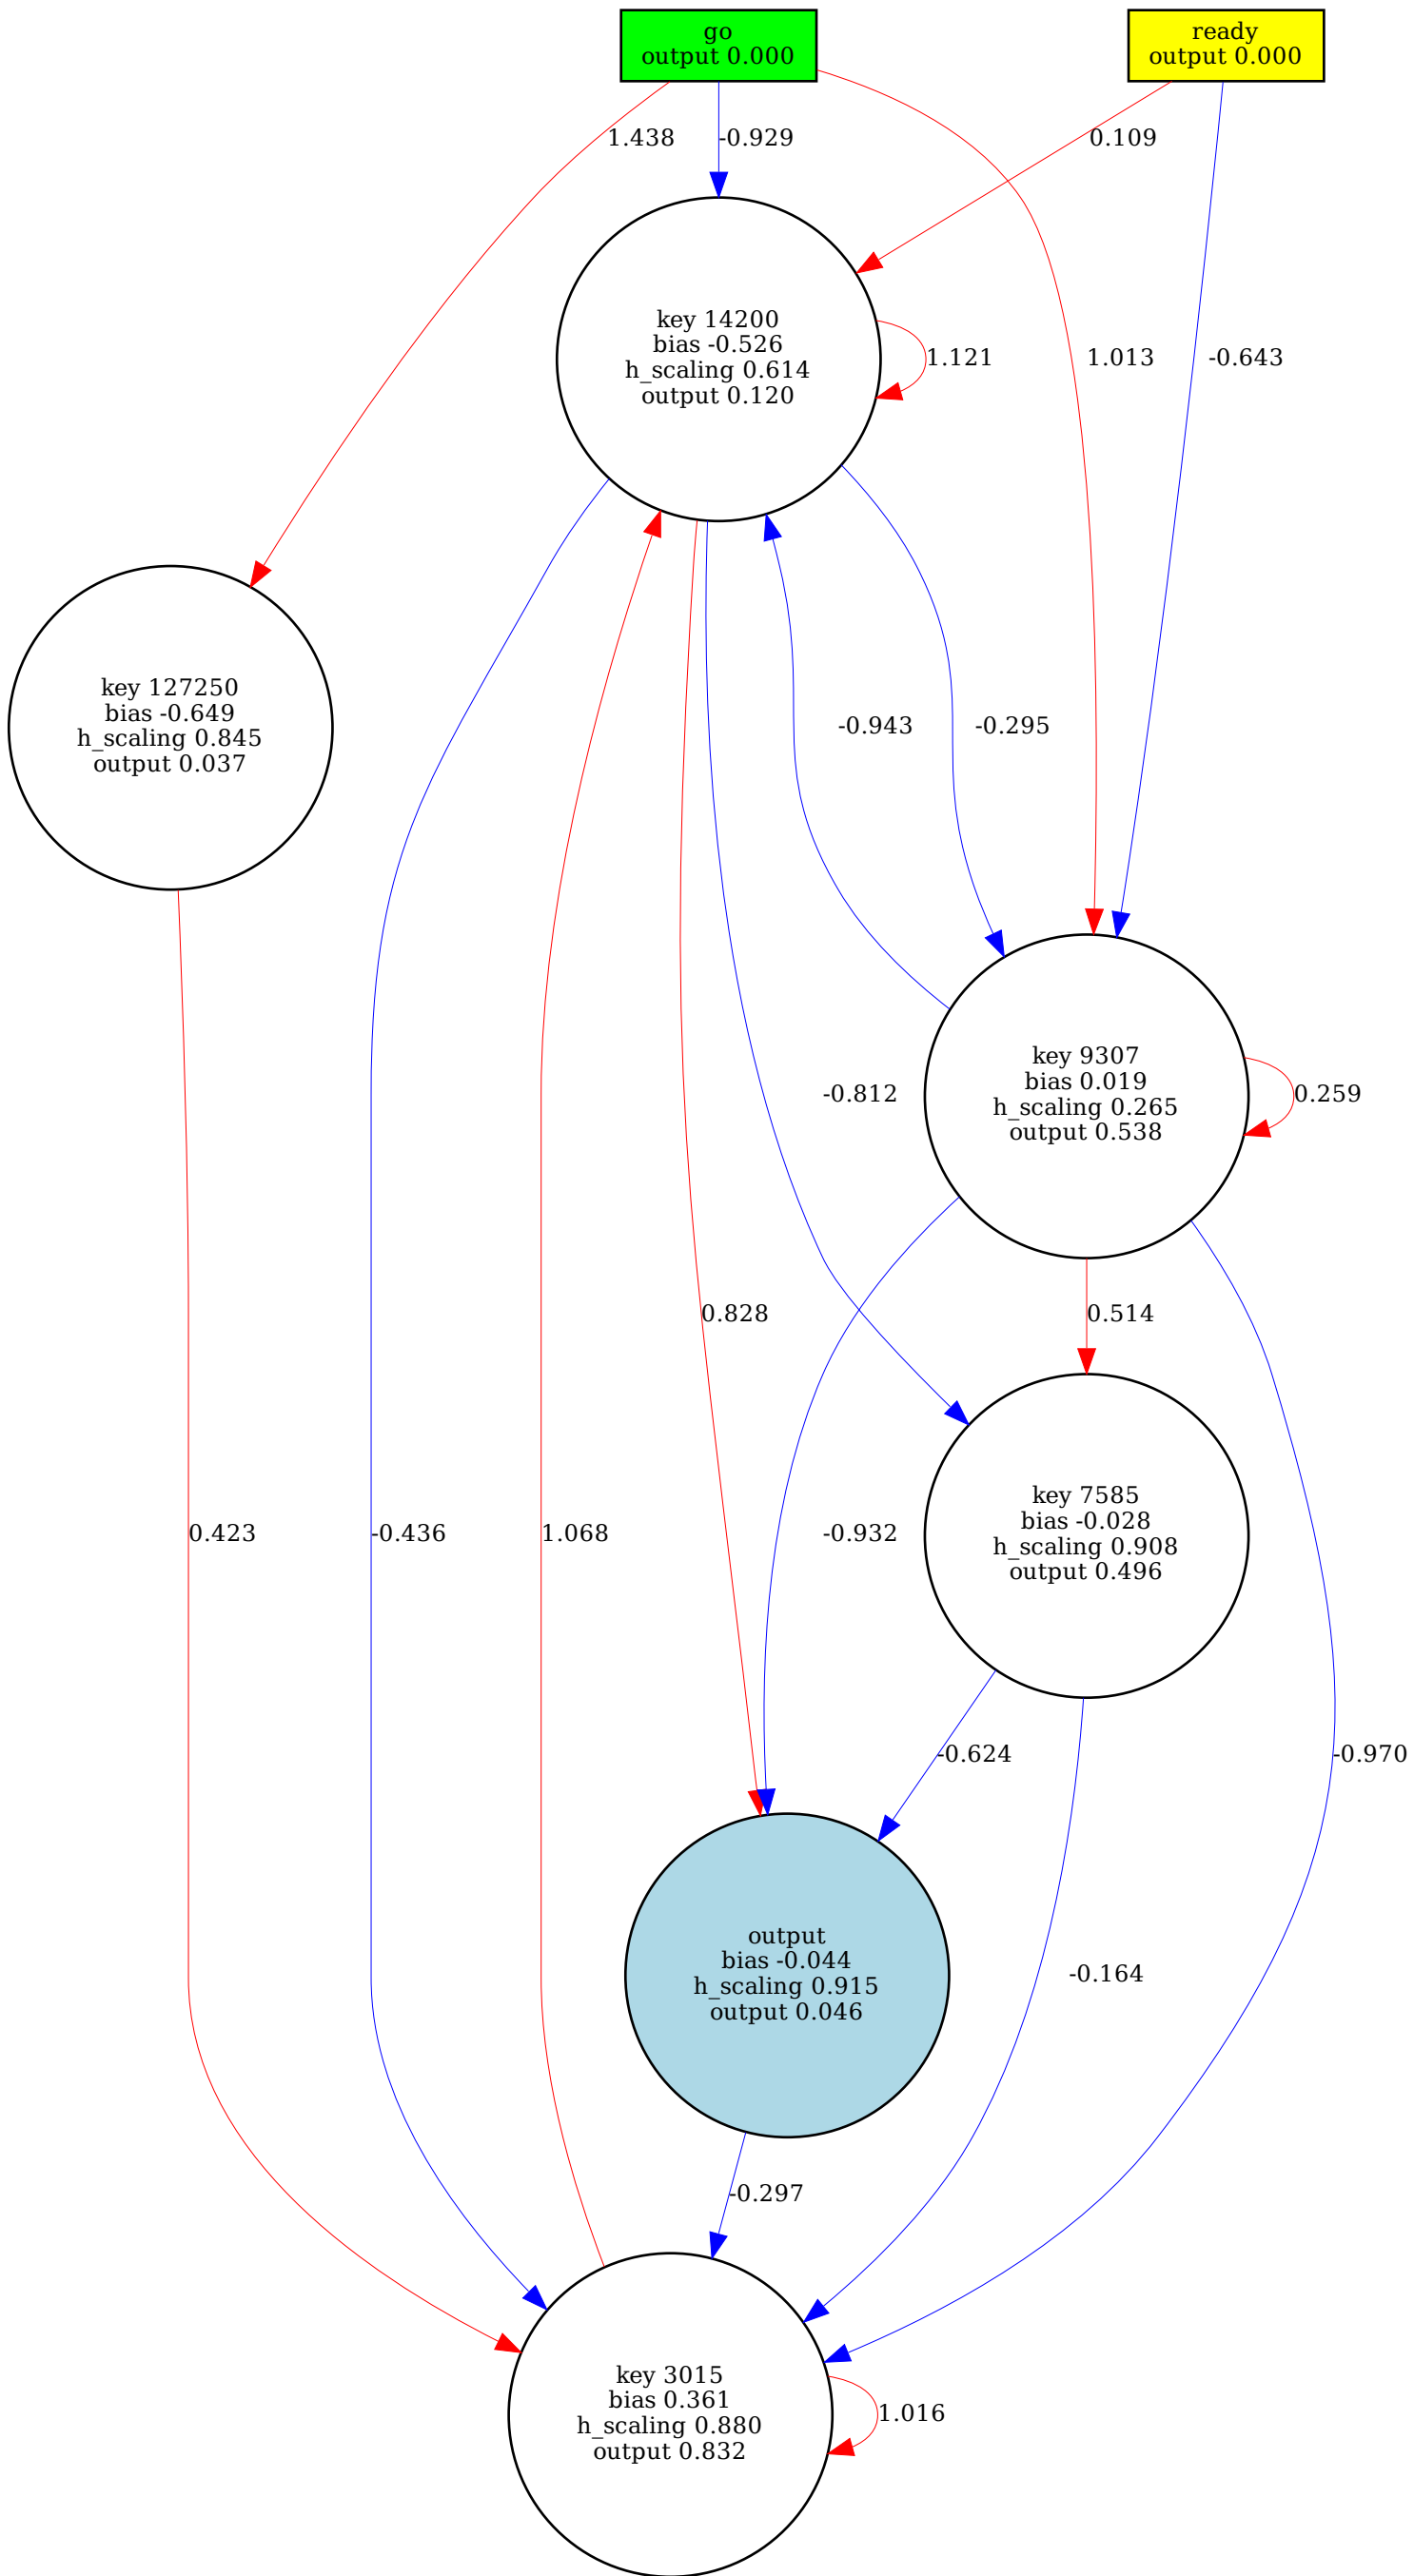 go
output 0.000
ready
output 0.000
1.438
-0.929
0.109
key 14200
bias -0.526
h_scaling 0.614
output 0.120
1.121
1.013
-0.643
key 127250
bias -0.649
h_scaling 0.845
output 0.037
-0.943
-0.295
key 9307
bias 0.019
h_scaling 0.265
output 0.538
-0.812
0.259
0.828
0.514
key 7585
bias -0.028
h_scaling 0.908
output 0.496
0.423
-0.436
1.068
-0.932
-0.624
-0.970
output
bias -0.044
h_scaling 0.915
output 0.046
-0.164
-0.297
key 3015
bias 0.361
h_scaling 0.880
output 0.832
1.016